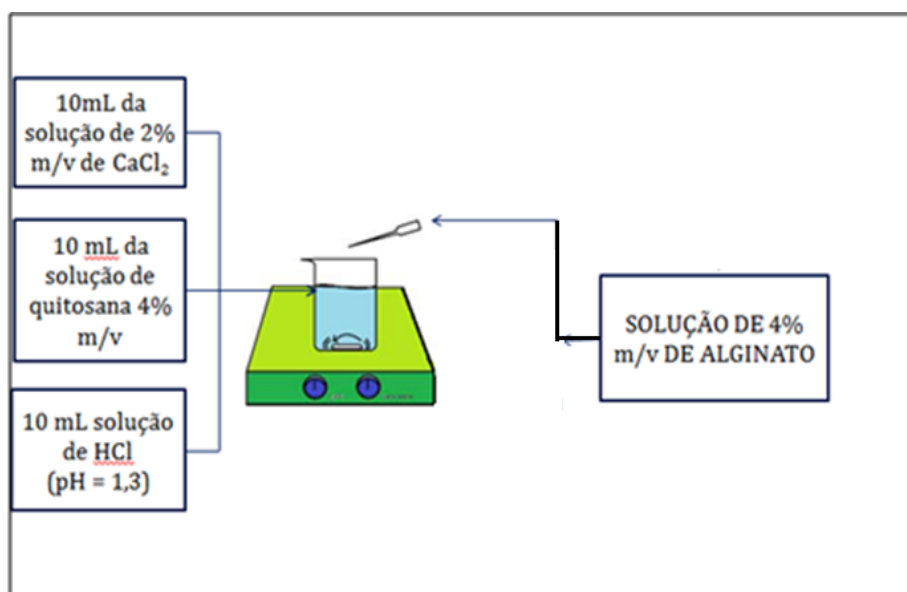 10mL da
solução de 2%
m/v de CaCl₂
10 mL da
solução de
quitosana 4%
m/v
10 mL solução
de HCl
(pH = 1,3)
SOLUÇÃO DE 4%
m/v DE ALGINATO